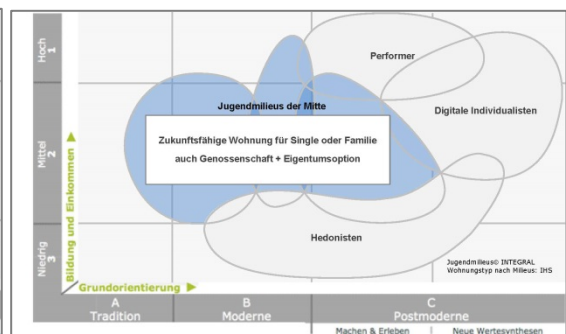 Hoch
1
Mittel
2
Niedrig
3
Bildung und Einkommen
Performer
Jugendmilieus der Mitte
Digitale Individualisten
Zukunftsfähige Wohnung für Single oder Familie
auch Genossenschaft + Eigentumsoption
Hedonisten
Jugendmilieus© INTEGRAL
Wohnungstyp nach Milieus: IHS
Grundorientierung
A
Tradition
B
Moderne
C
Postmoderne
Machen & Erleben
Neue Wertesynthesen